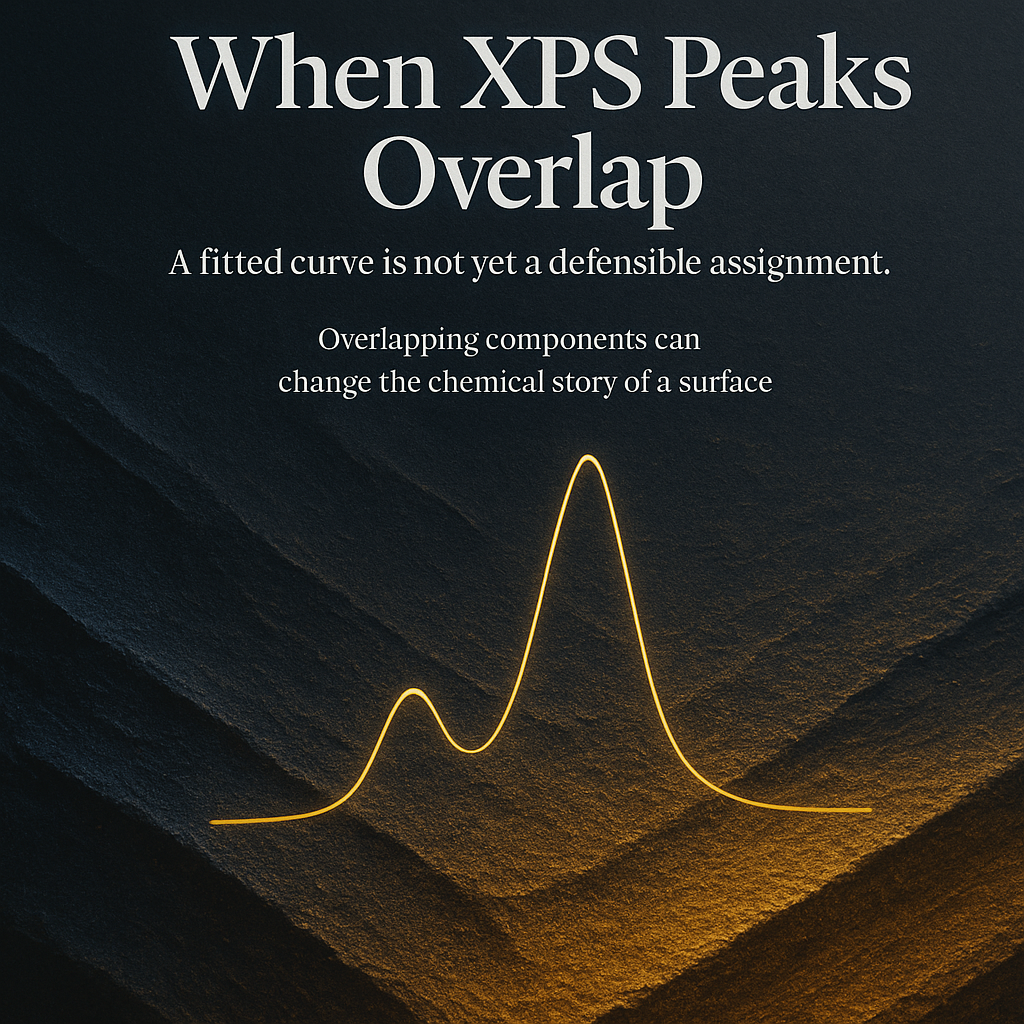 When XPS Peaks
Overlap
A fitted curve is not yet a defensible assignment.
Overlapping components can
change the chemical story of a surface